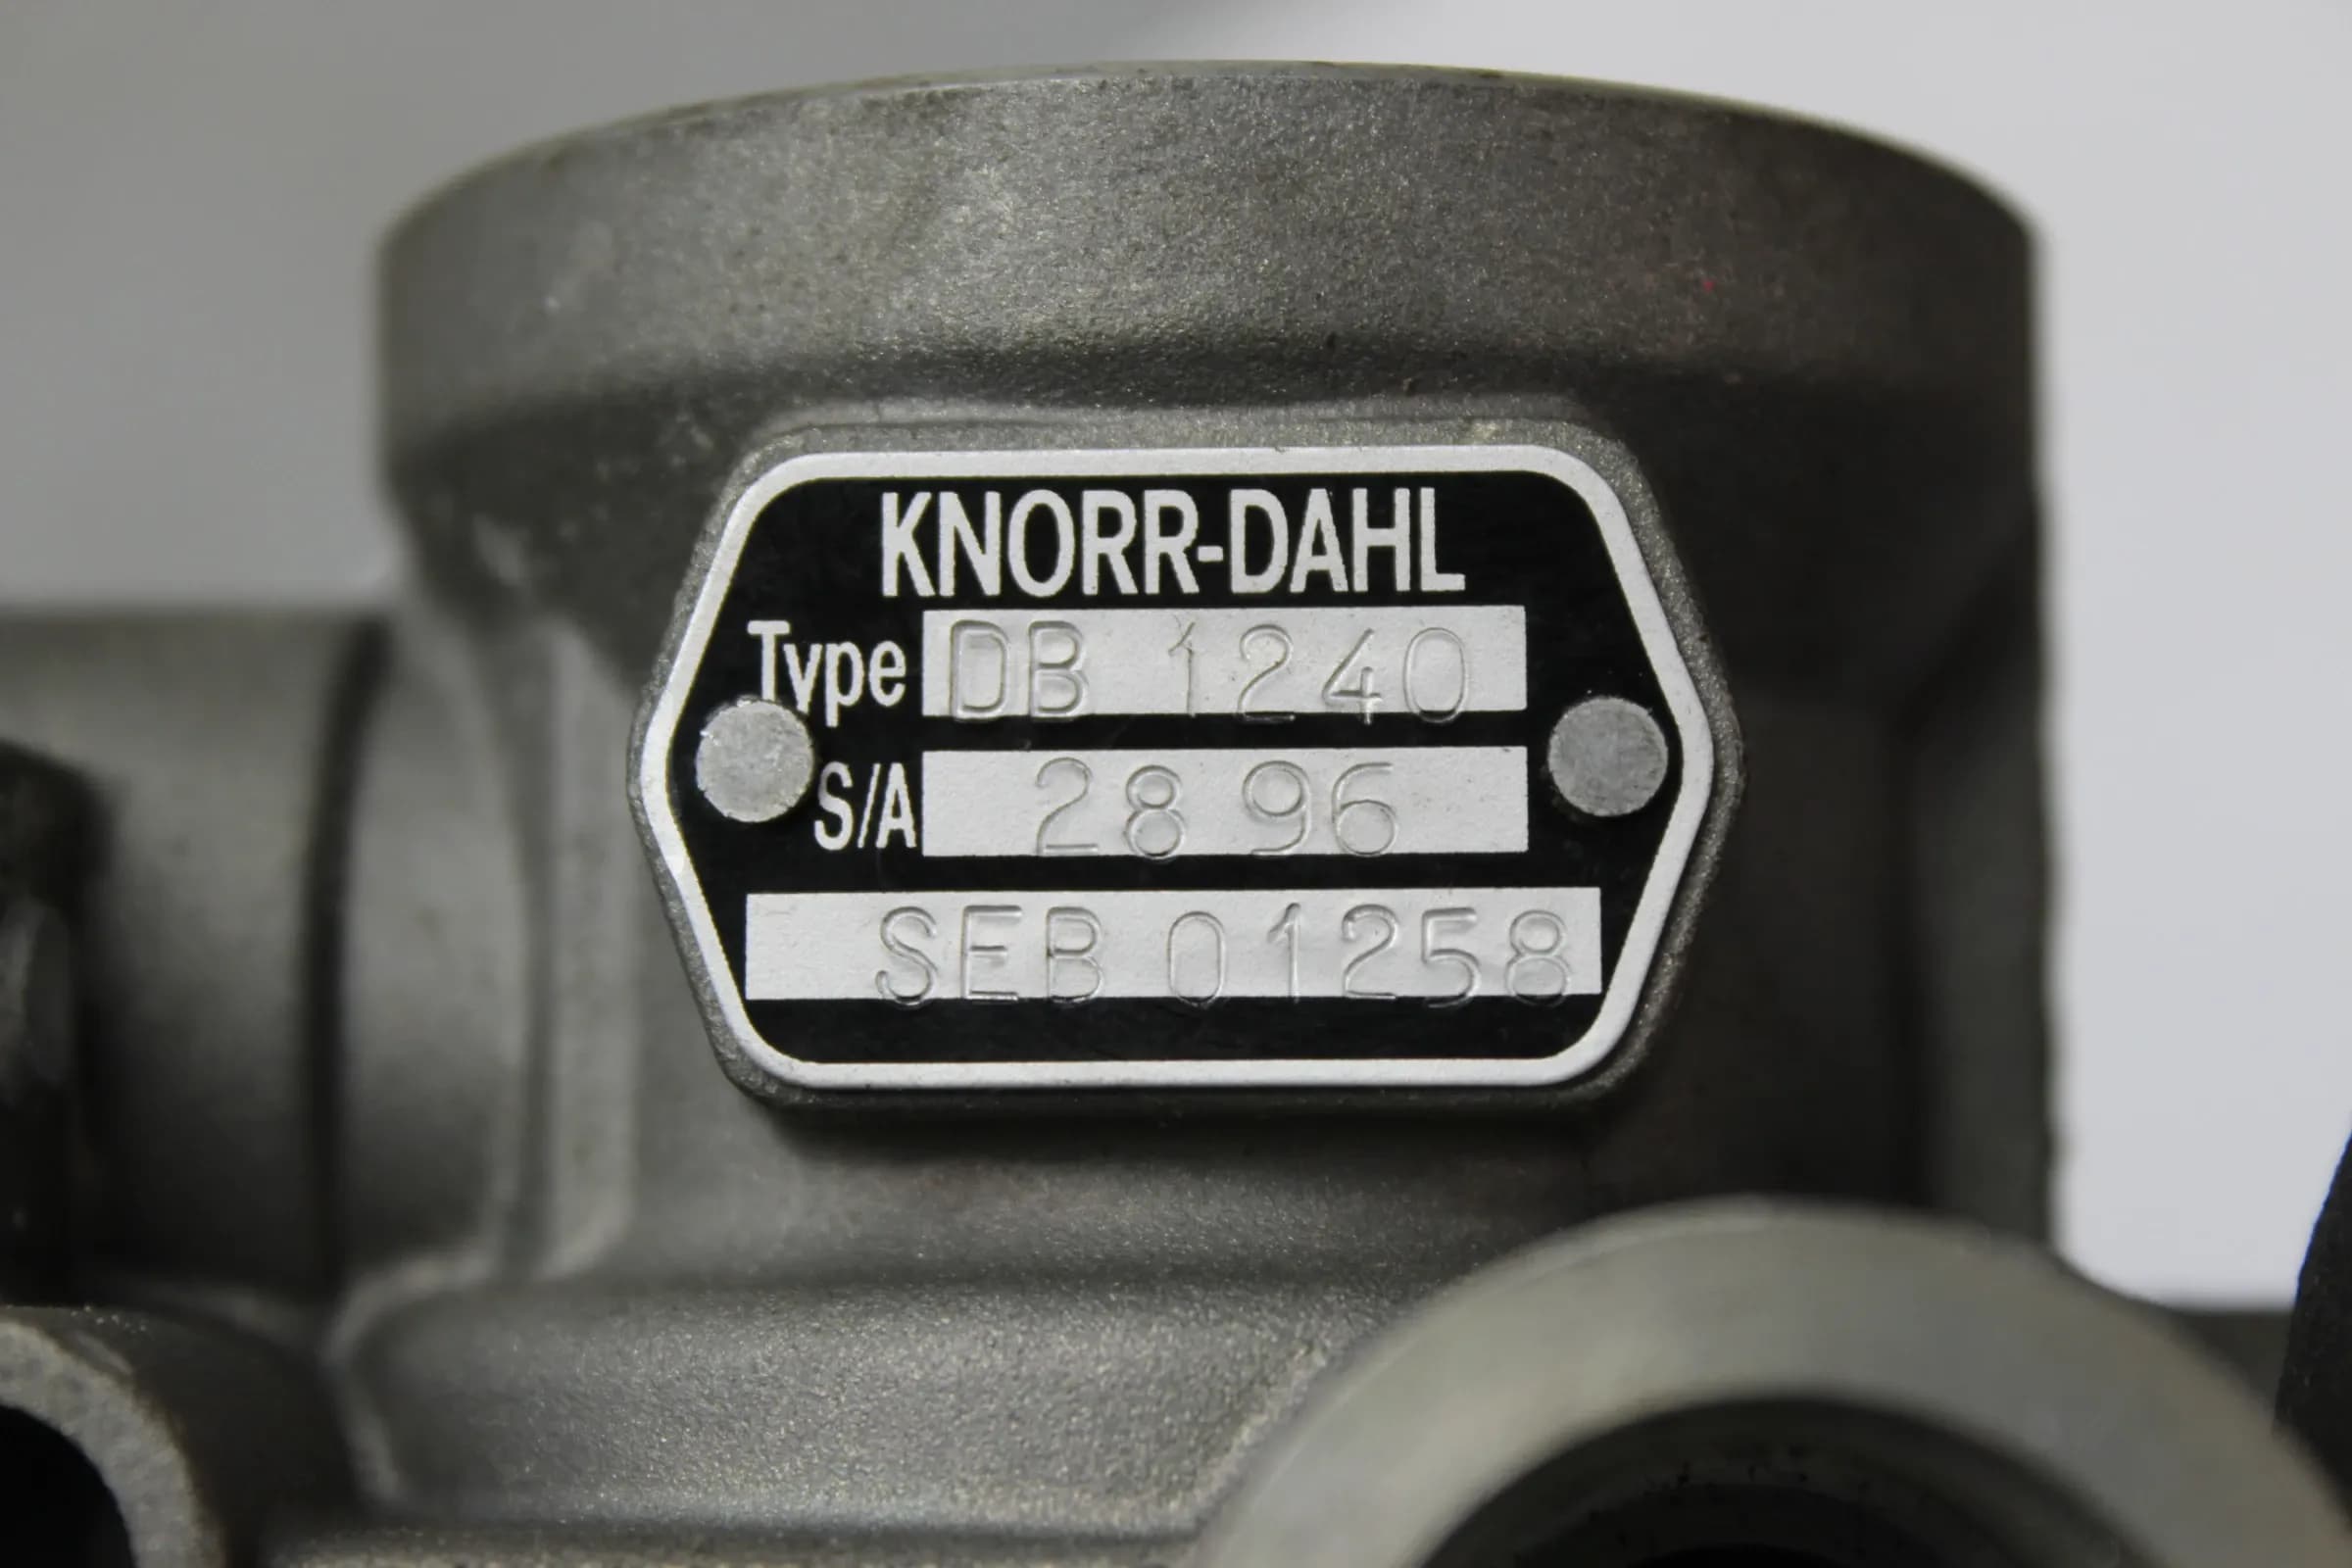 KNORR-DAHL
Type DB 1240
S/A 28 96
SEB 01258